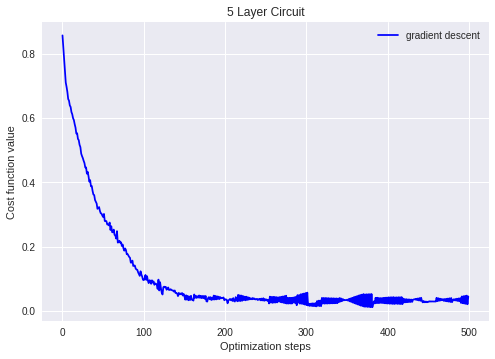 5 Layer Circuit
gradient descent
Cost function value
0.8
0.6
0.4
0.2
0.0
0 100 200 300 400 500
Optimization steps